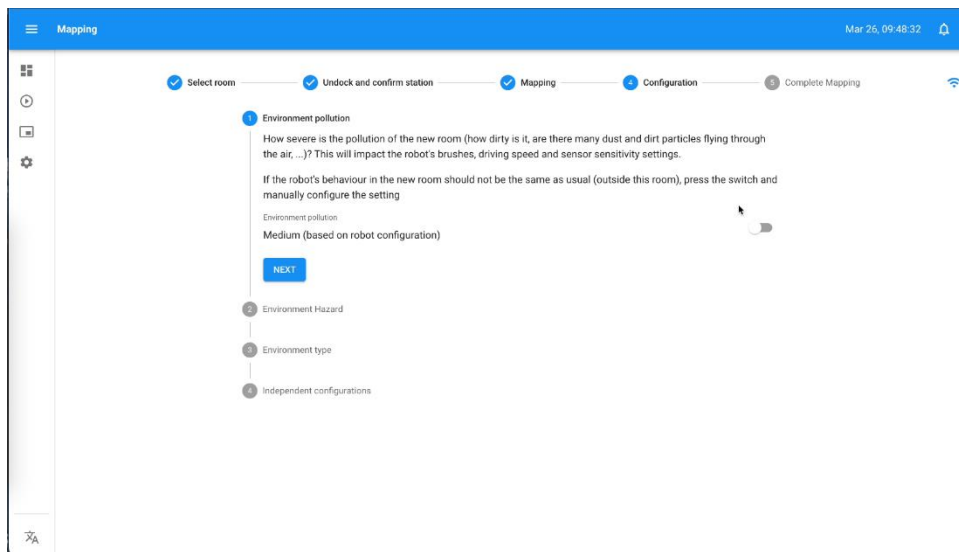 Mapping
Mar 26, 09:48:32
Select room
Undock and confirm station
Mapping
4 Configuration
5 Complete Mapping
1 Environment pollution
How severe is the pollution of the new room (how dirty is it, are there many dust and dirt particles flying through
the air, ...)? This will impact the robot's brushes, driving speed and sensor sensitivity settings.
If the robot's behaviour in the new room should not be the same as usual (outside this room), press the switch and
manually configure the setting
Environment pollution
Medium (based on robot configuration)
NEXT
2 Environment Hazard
3 Environment type
4 Independent configurations